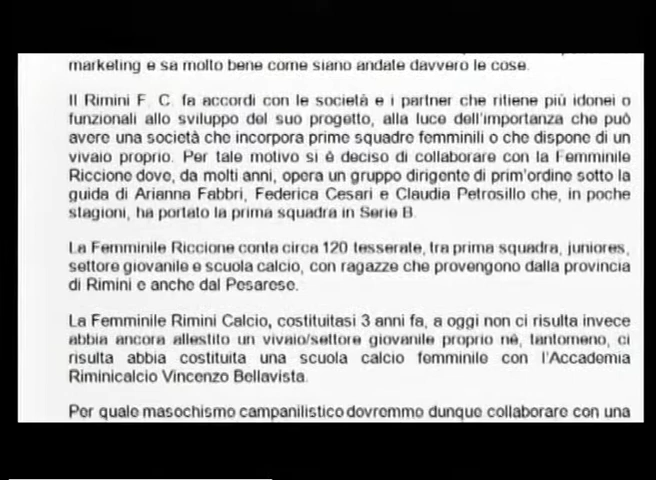 marketing e sa molto bene come siano andate davvero le cose.
Il Rimini F. C. fa accordi con le società e i partner che ritiene più idonei o
funzionali allo sviluppo del suo progetto, alla luce dell'importanza che può
avere una società che incorpora prime squadre femminili o che dispone di un
vivaio proprio. Per tale motivo si è deciso di collaborare con la Femminile
Riccione dove, da molti anni, opera un gruppo dirigente di prim'ordine sotto la
guida di Arianna Fabbri, Federica Cesari e Claudia Petrosillo che, in poche
stagioni, ha portato la prima squadra in Serie B.
La Femminile Riccione conta circa 120 tesserate, tra prima squadra, juniores,
settore giovanile e scuola calcio, con ragazze che provengono dalla provincia
di Rimini e anche dal Pesarese.
La Femminile Rimini Calcio, costituitasi 3 anni fa, a oggi non ci risulta invece
abbia ancora allestito un vivaio/settore giovanile proprio né, tantomeno, ci
risulta abbia costituita una scuola calcio femminile con l'Accademia
Riminicalcio Vincenzo Bellavista.
Per quale masochismo campanilistico dovremmo dunque collaborare con una